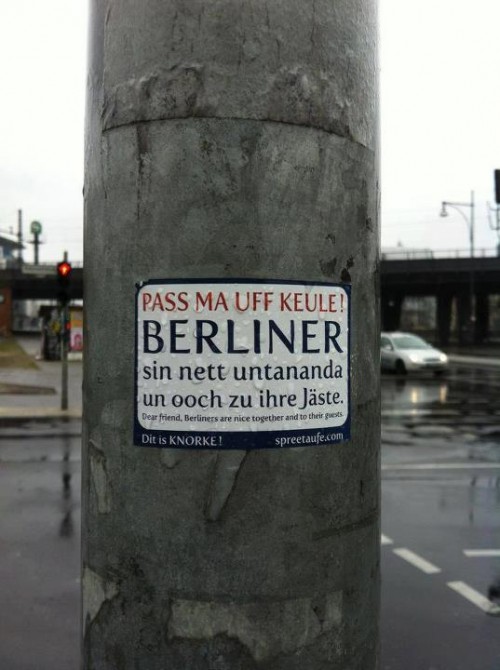 PASS MA UFF KEULE!
BERLINER
sin nett untananda
un ooch zu ihre Jäste.
Dear friend, Berliners are nice together and to their guests.
Dit is KNORKE! spreetaufe.com